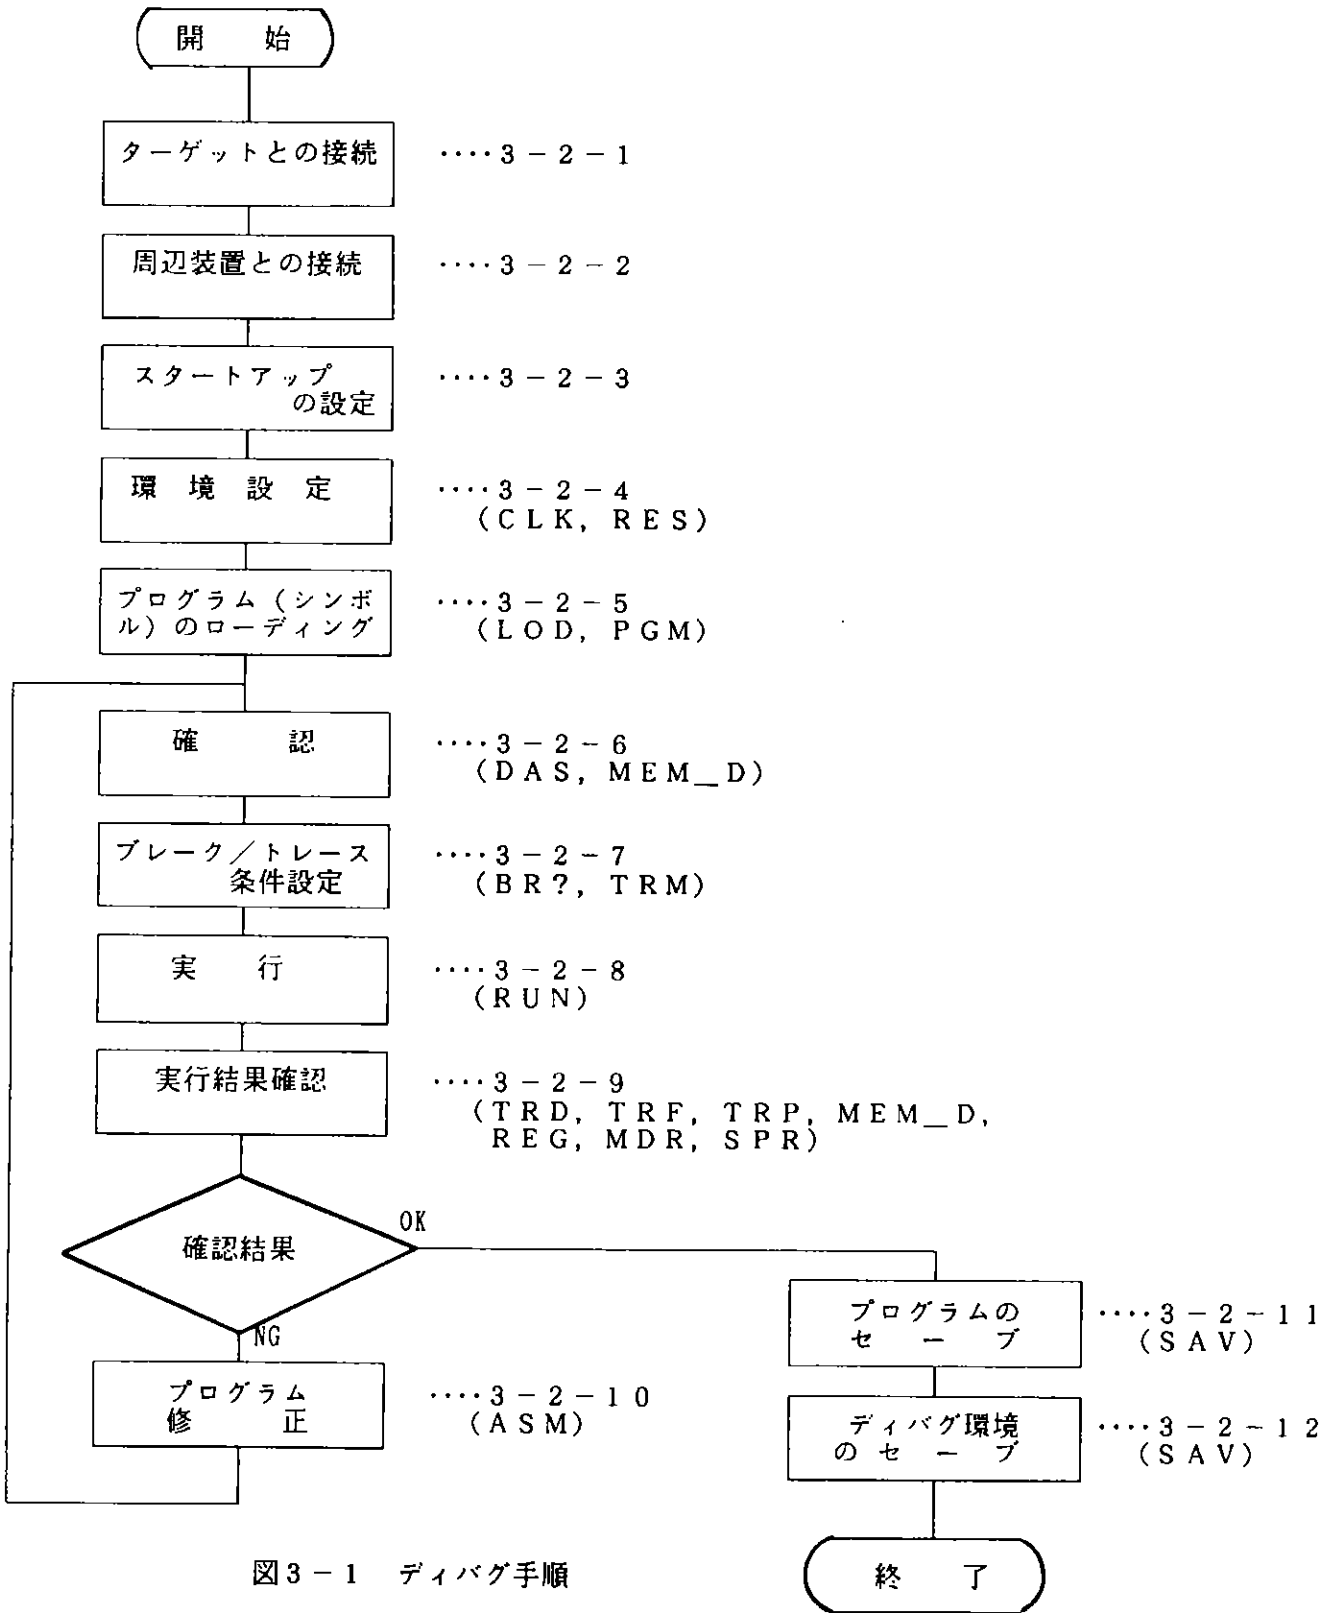 開 始
ターゲットとの接続
････3-2-1
周辺装置との接続
････3-2-2
スタートアップ
の設定
････3-2-3
環 境 設 定
････3-2-4
(CLK, RES)
プログラム(シンボ
ル)のローディング
････3-2-5
(LOD, PGM)
確 認
････3-2-6
(DAS, MEM_D)
ブレーク/トレース
条件設定
････3-2-7
(BR?, TRM)
実 行
････3-2-8
(RUN)
実行結果確認
････3-2-9
(TRD, TRF, TRP, MEM_D,
REG, MDR, SPR)
確認結果
OK
NG
プログラム
修 正
････3-2-10
(ASM)
プログラムの
セ ー ブ
････3-2-11
(SAV)
ディバグ環境
の セ ー ブ
････3-2-12
(SAV)
終 了
図3-1 ディバグ手順